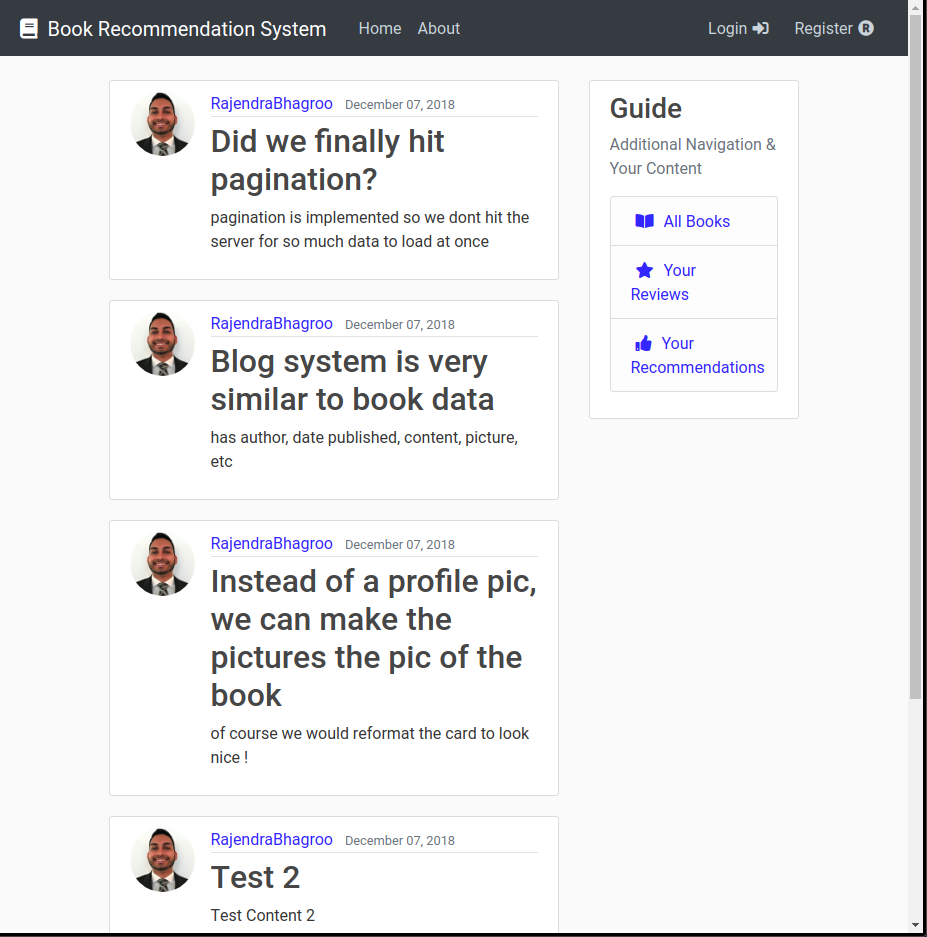 Book Recommendation System Home About Login Register R
RajendraBhagroo December 07, 2018
Did we finally hit
pagination?
pagination is implemented so we dont hit the
server for so much data to load at once
RajendraBhagroo December 07, 2018
Blog system is very
similar to book data
has author, date published, content, picture,
etc
RajendraBhagroo December 07, 2018
Instead of a profile pic,
we can make the
pictures the pic of the
book
of course we would reformat the card to look
nice !
RajendraBhagroo December 07, 2018
Test 2
Test Content 2
Guide
Additional Navigation &
Your Content
All Books
Your
Reviews
Your
Recommendations